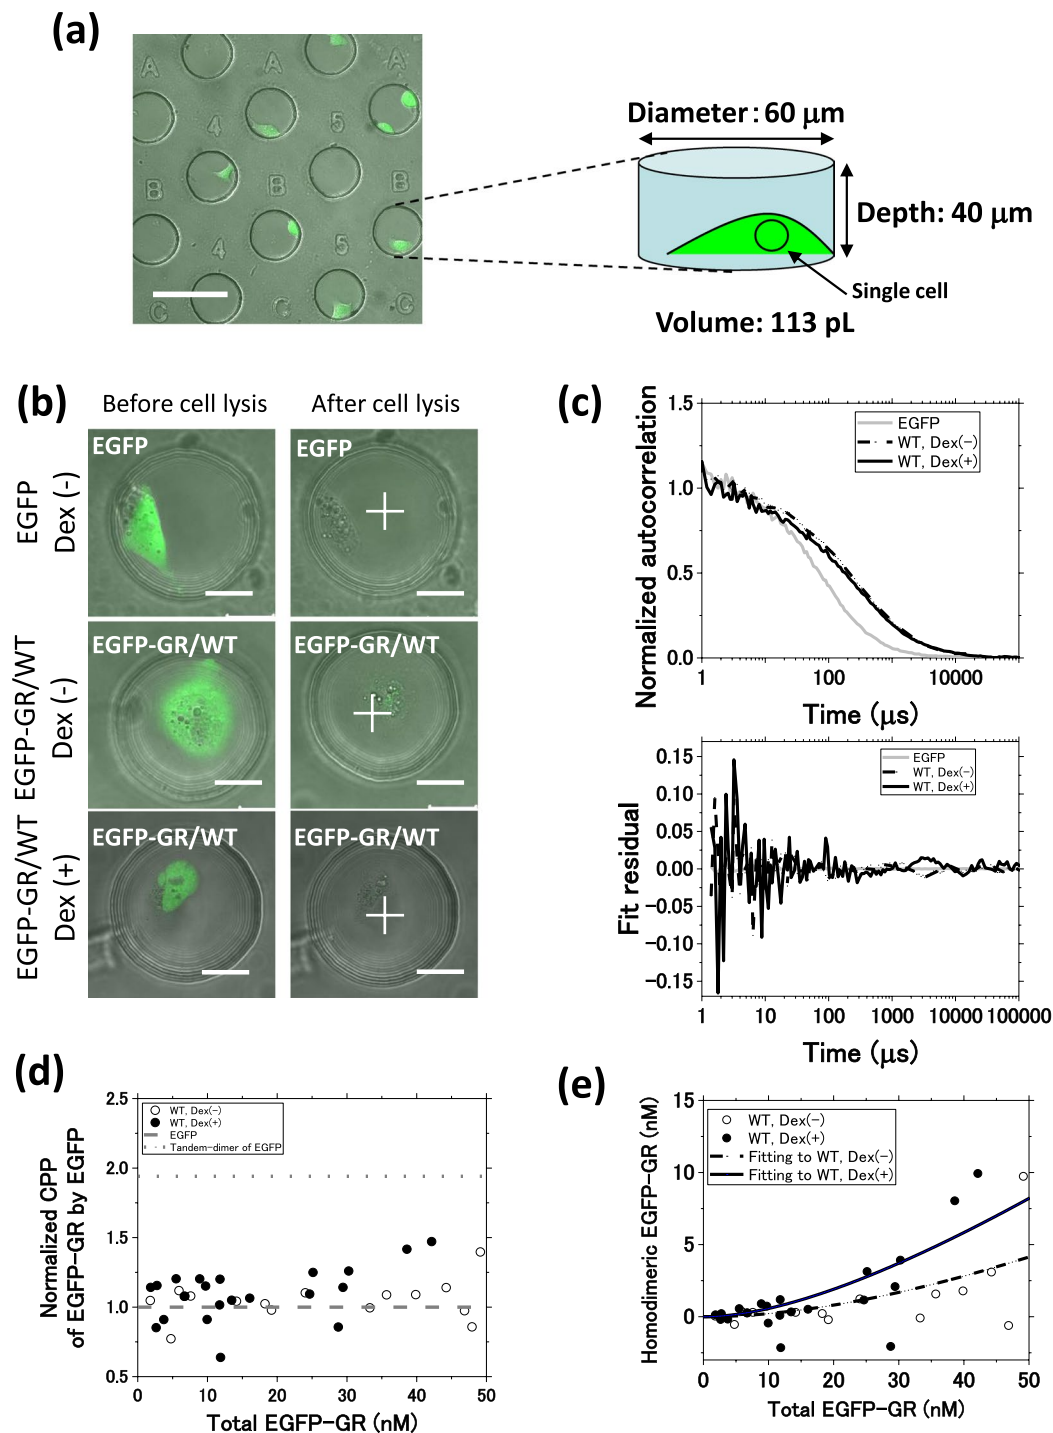 (a)
A
A
A
4
5
B
B
B
4
5
C
G
G
Diameter : 60 μm
Depth: 40 μm
Single cell
Volume: 113 pL
(b)
Before cell lysis
After cell lysis
EGFP
Dex (-)
EGFP
EGFP
EGFP-GR/WT
Dex (-)
EGFP-GR/WT
EGFP-GR/WT
EGFP-GR/WT
Dex (+)
EGFP-GR/WT
EGFP-GR/WT
(c)
Normalized autocorrelation
1.5
1.0
0.5
0.0
EGFP
WT, Dex(-)
WT, Dex(+)
1 100 10000
Time (μs)
Fit residual
0.15
0.10
0.05
0.00
-0.05
-0.10
-0.15
EGFP
WT, Dex(-)
WT, Dex(+)
1 10 100 1000 10000 100000
Time (μs)
(d)
Normalized CPP
of EGFP-GR by EGFP
2.5
2.0
1.5
1.0
0.5
WT, Dex(-)
WT, Dex(+)
EGFP
Tandem-dimer of EGFP
0 10 20 30 40 50
Total EGFP-GR (nM)
(e)
Homodimeric EGFP-GR (nM)
15
10
5
0
WT, Dex(-)
WT, Dex(+)
Fitting to WT, Dex(-)
Fitting to WT, Dex(+)
0 10 20 30 40 50
Total EGFP-GR (nM)